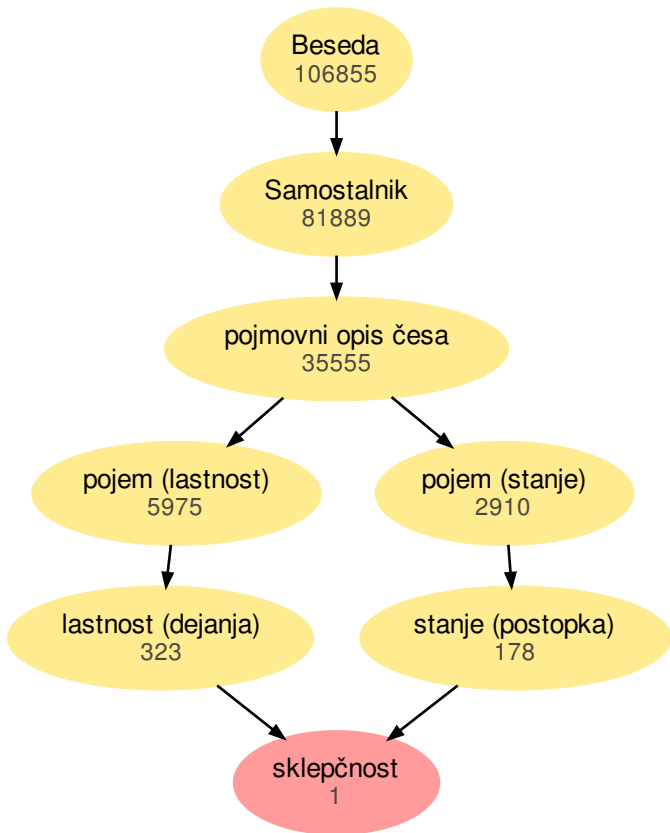 Beseda
106855
Samostalnik
81889
pojmovni opis česa
35555
pojem (lastnost)
5975
pojem (stanje)
2910
lastnost (dejanja)
323
stanje (postopka)
178
sklepčnost
1